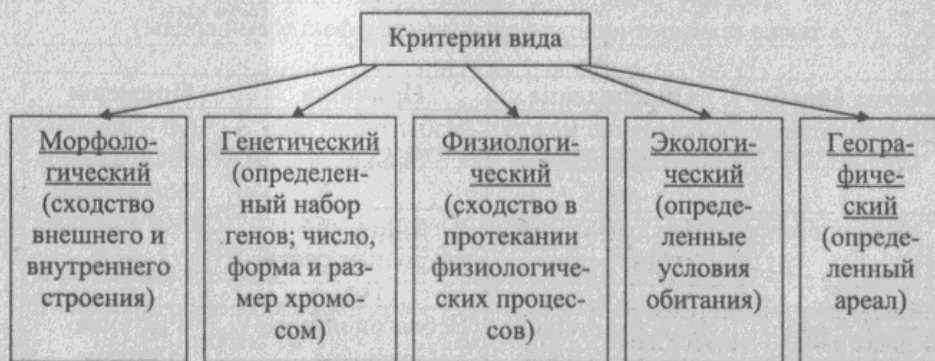 Критерии вида
Морфоло-
гический
(сходство
внешнего и
внутреннего
строения)
Генетический
(определен-
ный набор
генов; число,
форма и раз-
мер хромо-
сом)
Физиологи-
ческий
(сходство в
протекании
физиологиче-
ских процес-
сов)
Экологи-
ческий
(опреде-
ленные
условия
обитания)
Геогра-
фиче-
ский
(опреде-
ленный
ареал)